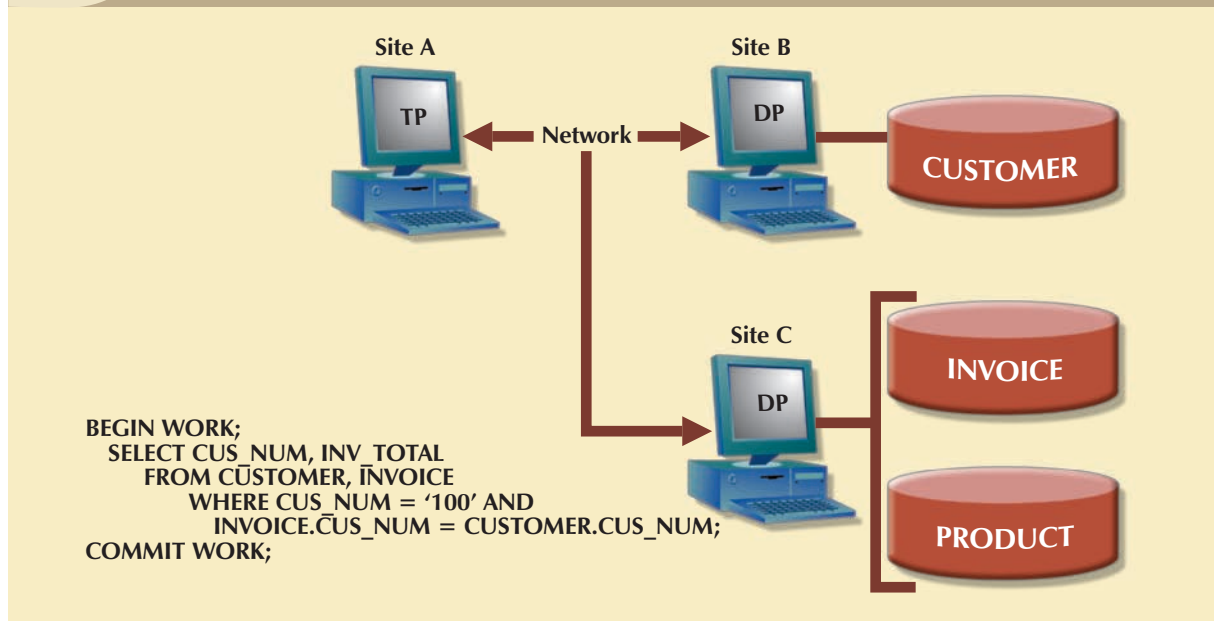 Site A
Site B
TP
DP
Network
CUSTOMER
Site C
DP
INVOICE
PRODUCT
BEGIN WORK;
SELECT CUS_NUM, INV_TOTAL
FROM CUSTOMER, INVOICE
WHERE CUS_NUM = ‘100’ AND
INVOICE.CUS_NUM = CUSTOMER.CUS_NUM;
COMMIT WORK;